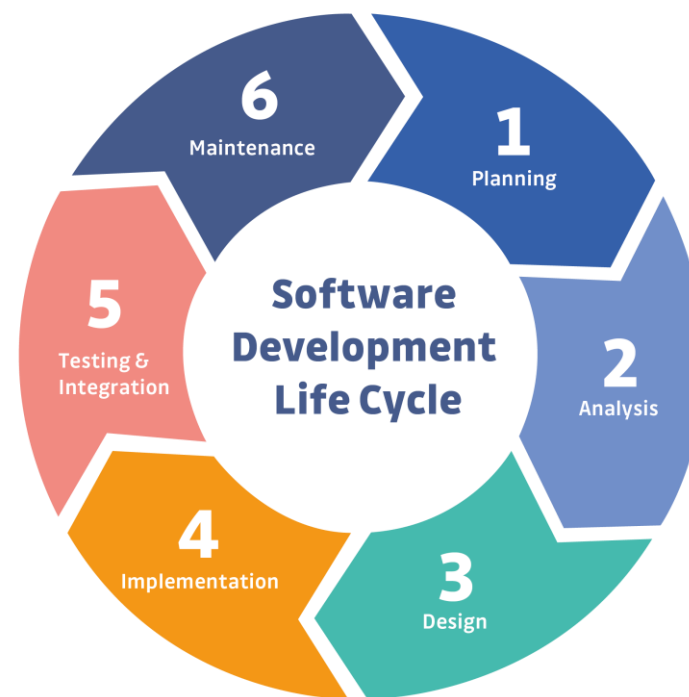 Software
Development
Life Cycle
1
Planning
2
Analysis
3
Design
4
Implementation
5
Testing &
Integration
6
Maintenance